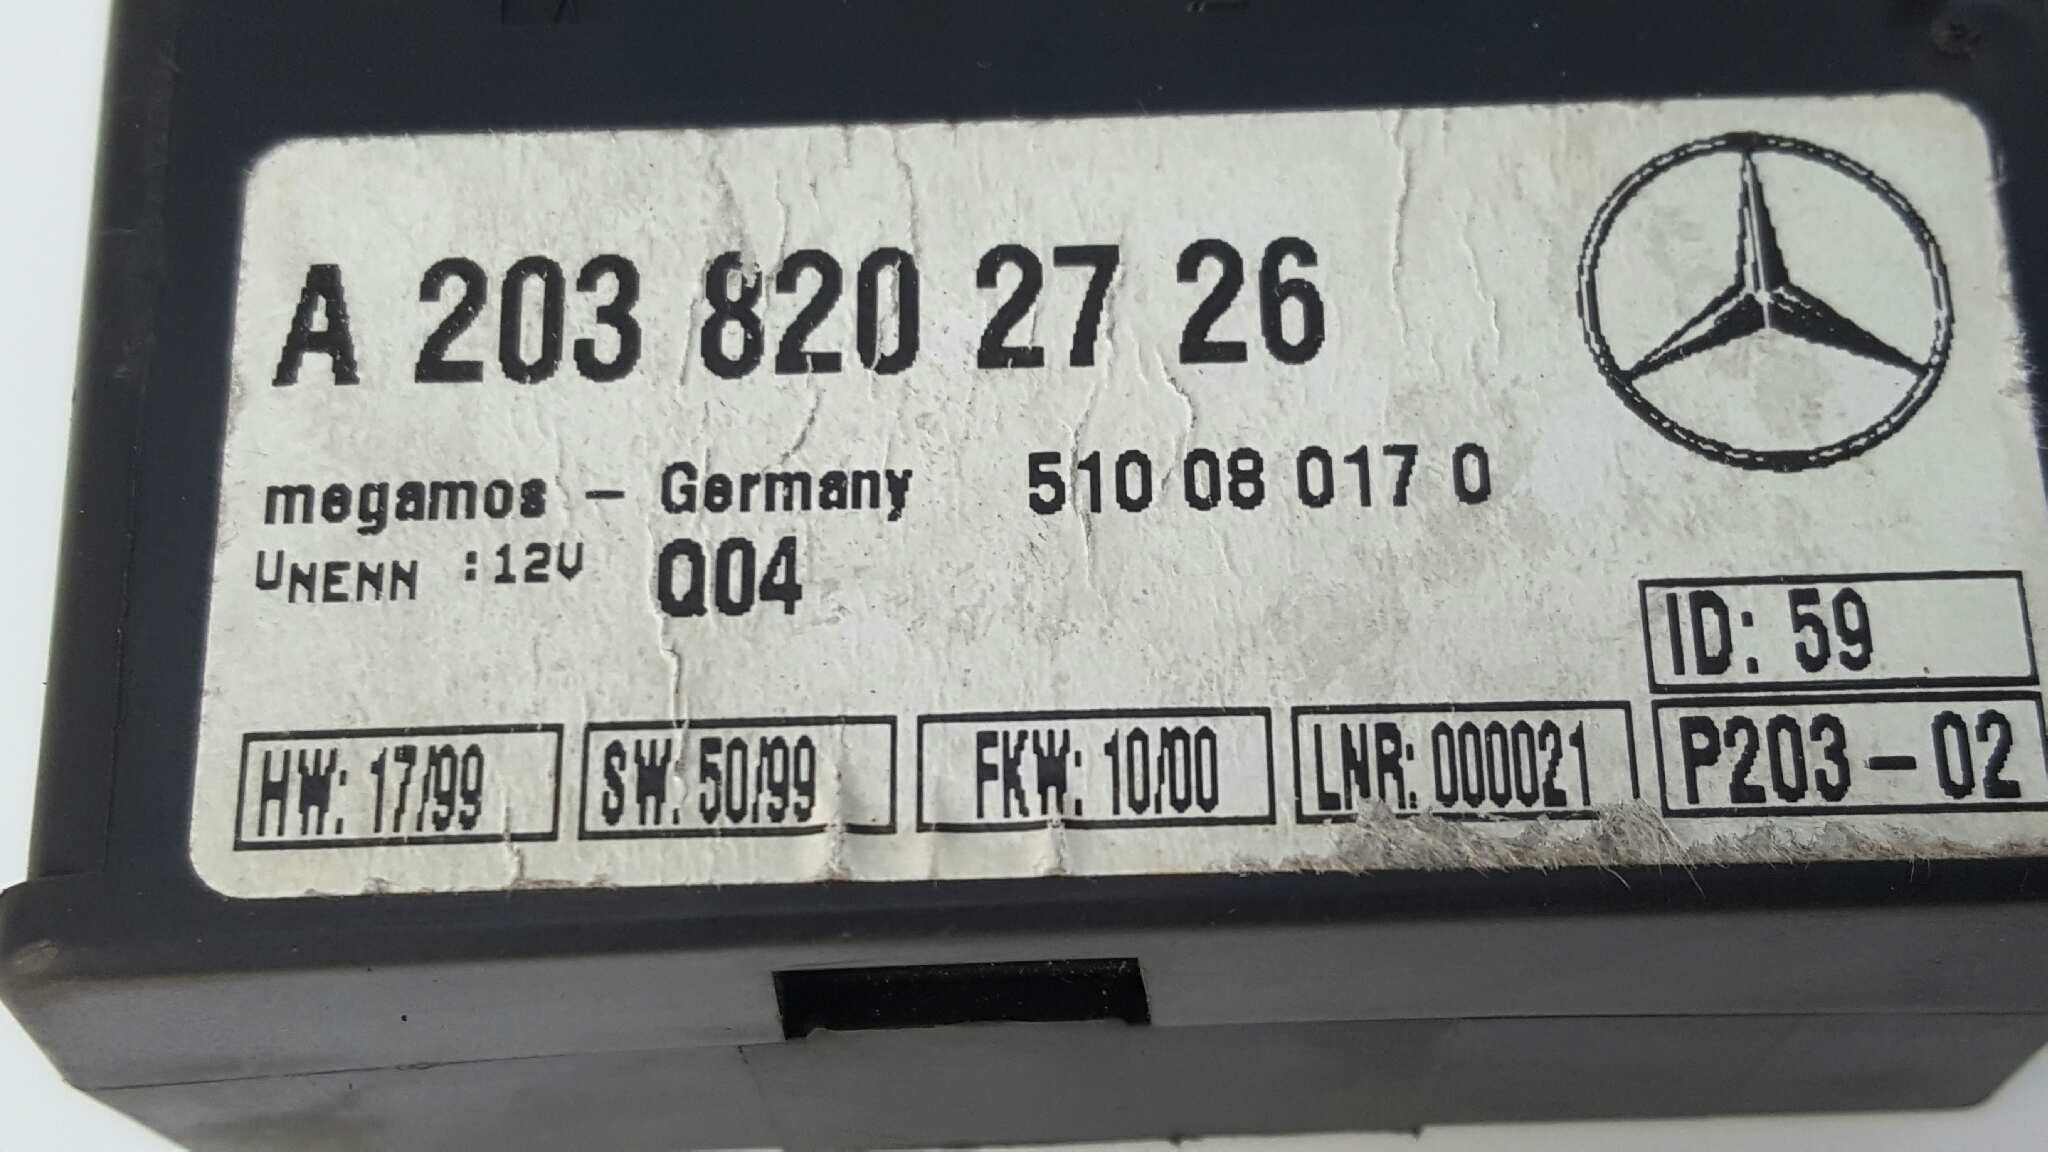 A 203 820 27 26
megamos - Germany 510 08 017 0
UNENN :12V Q04
ID: 59
HW: 17/99 SW: 50/99 FKW: 10/00 LNR: 000021 P203-02